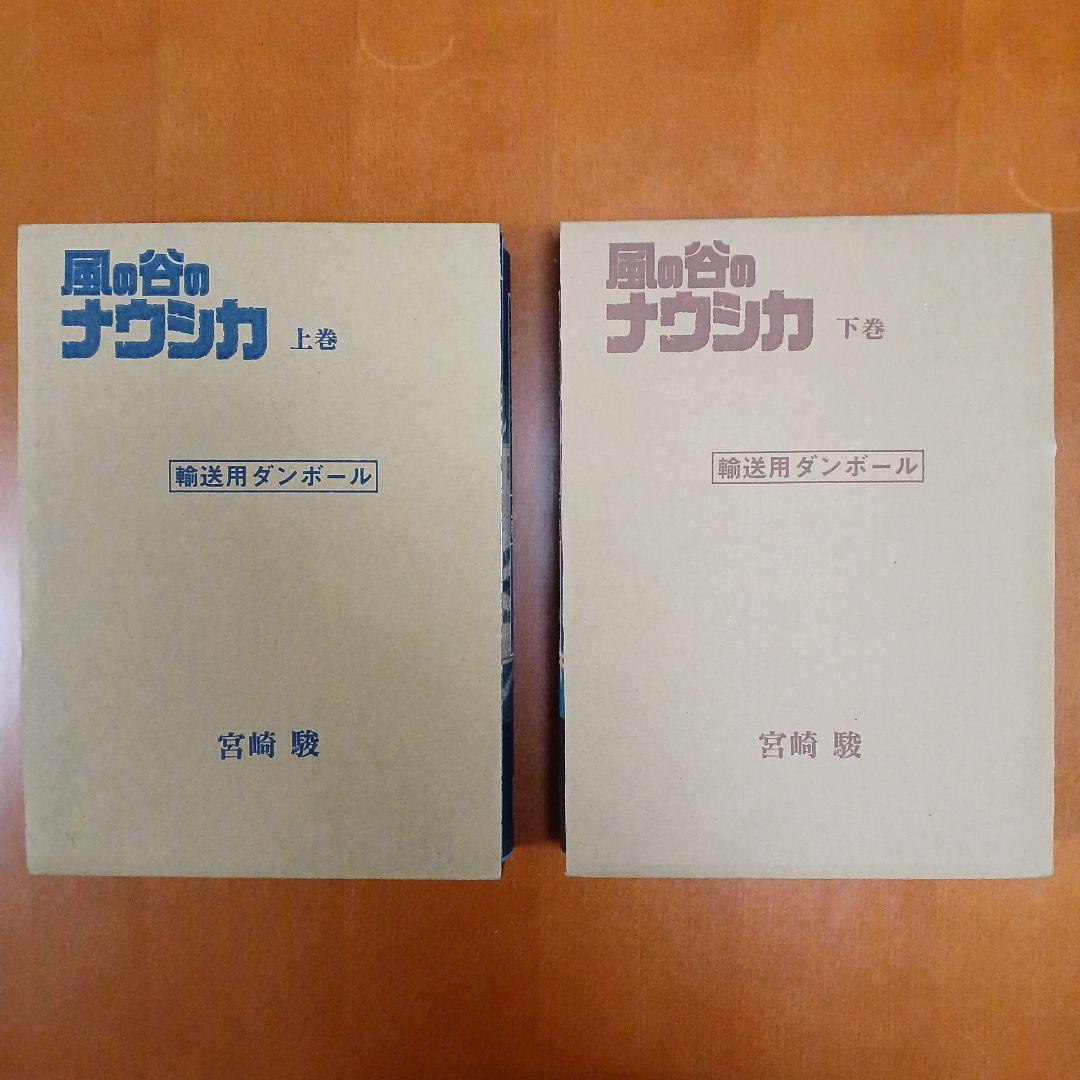 風の谷の
ナウシカ 上巻
輸送用ダンボール
宮崎 駿
風の谷の
ナウシカ 下巻
輸送用ダンボール
宮崎 駿